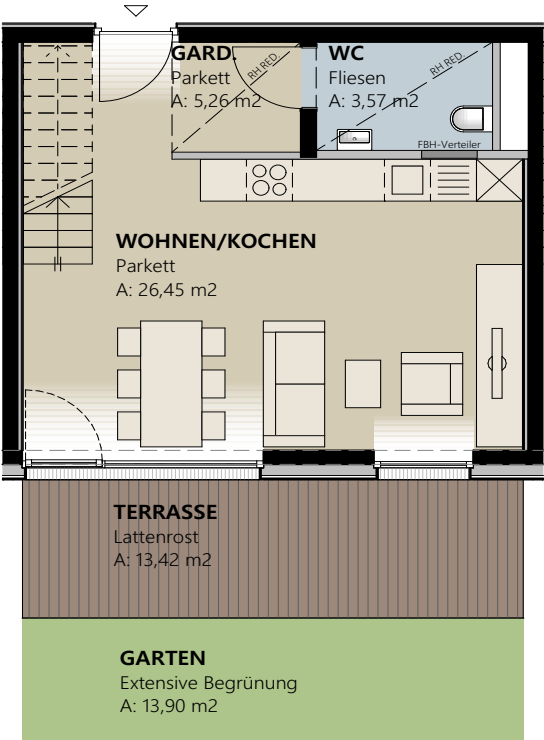 GARD.
Parkett
A: 5,26 m2
RH RED.
WC
Fliesen
A: 3,57 m2
RH RED.
FBH-Verteiler
WOHNEN/KOCHEN
Parkett
A: 26,45 m2
TERRASSE
Lattenrost
A: 13,42 m2
GARTEN
Extensive Begrünung
A: 13,90 m2